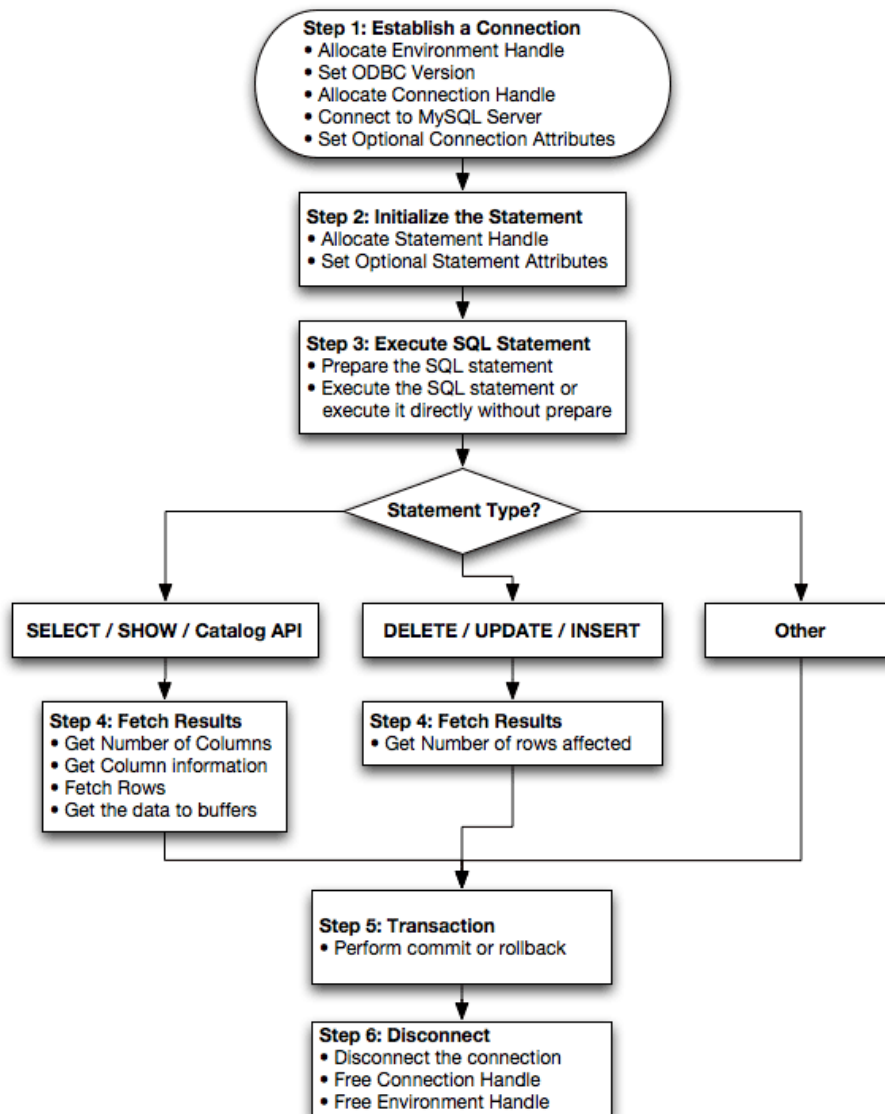 Step 1: Establish a Connection
• Allocate Environment Handle
• Set ODBC Version
• Allocate Connection Handle
• Connect to MySQL Server
• Set Optional Connection Attributes
Step 2: Initialize the Statement
• Allocate Statement Handle
• Set Optional Statement Attributes
Step 3: Execute SQL Statement
• Prepare the SQL statement
• Execute the SQL statement or
execute it directly without prepare
Statement Type?
SELECT / SHOW / Catalog API
DELETE / UPDATE / INSERT
Other
Step 4: Fetch Results
• Get Number of Columns
• Get Column information
• Fetch Rows
• Get the data to buffers
Step 4: Fetch Results
• Get Number of rows affected
Step 5: Transaction
• Perform commit or rollback
Step 6: Disconnect
• Disconnect the connection
• Free Connection Handle
• Free Environment Handle